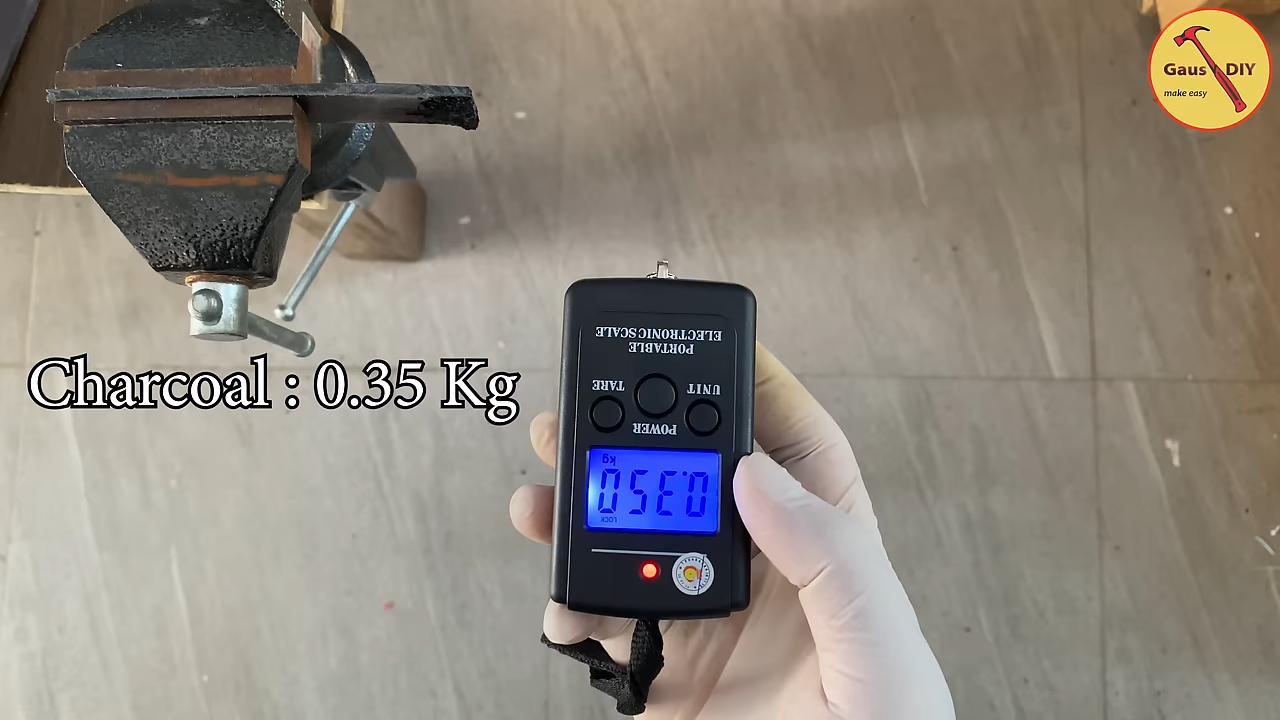 Gaus DIY
make easy
Charcoal : 0.35 Kg
PORTABLE
ELECTRONIC SCALE
UNIT
TARE
POWER
kg
0.350
LOCK